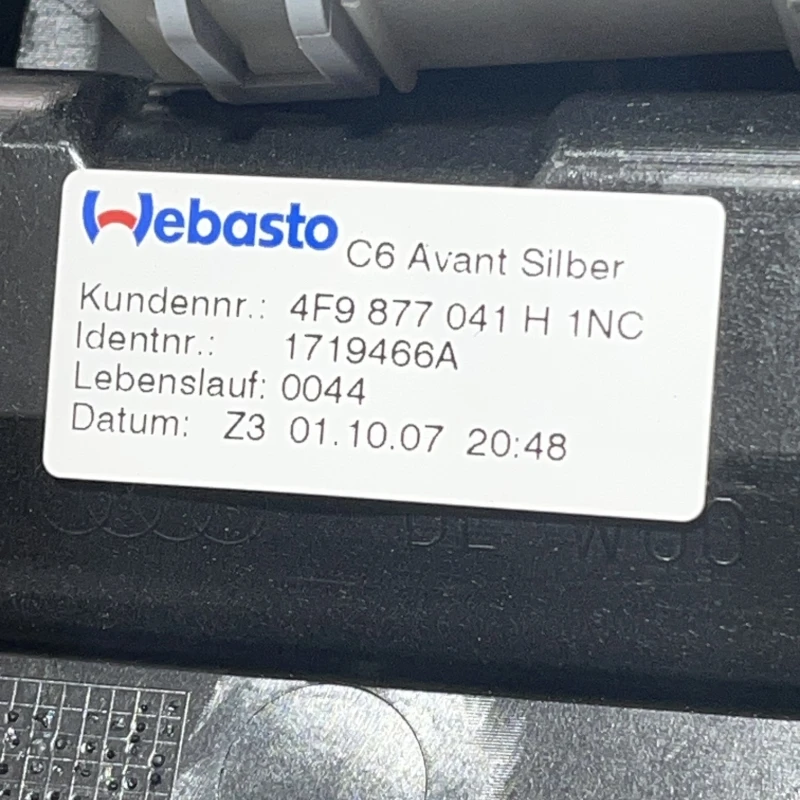 Webasto C6 Avant Silber
Kundennr.: 4F9 877 041 H 1NC
Identnr.: 1719466A
Lebenslauf: 0044
Datum: Z3 01.10.07 20:48